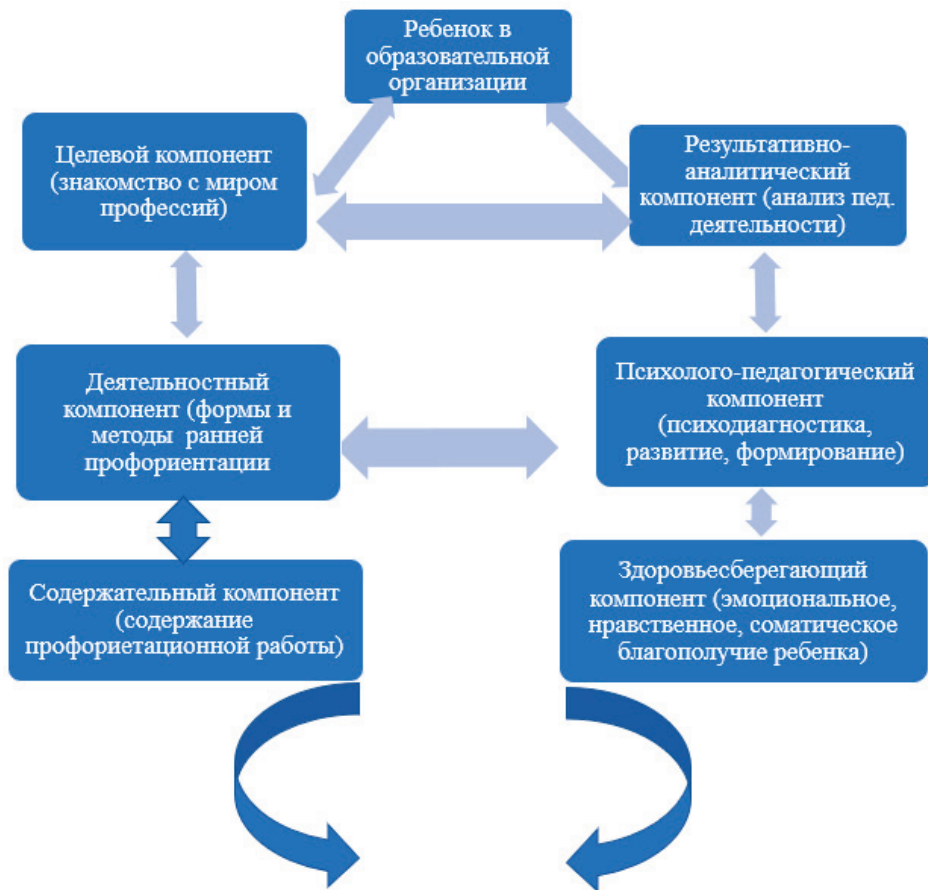 Ребенок в
образовательной
организации
Целевой компонент
(знакомство с миром
профессий)
Результативно-
аналитический
компонент (анализ пед.
деятельности)
Деятельностный
компонент (формы и
методы ранней
профориентации
Психолого-педагогический
компонент
(психодиагностика,
развитие, формирование)
Содержательный компонент
(содержание
профориетационной работы)
Здоровьесберегающий
компонент (эмоциональное,
нравственное, соматическое
благополучие ребенка)